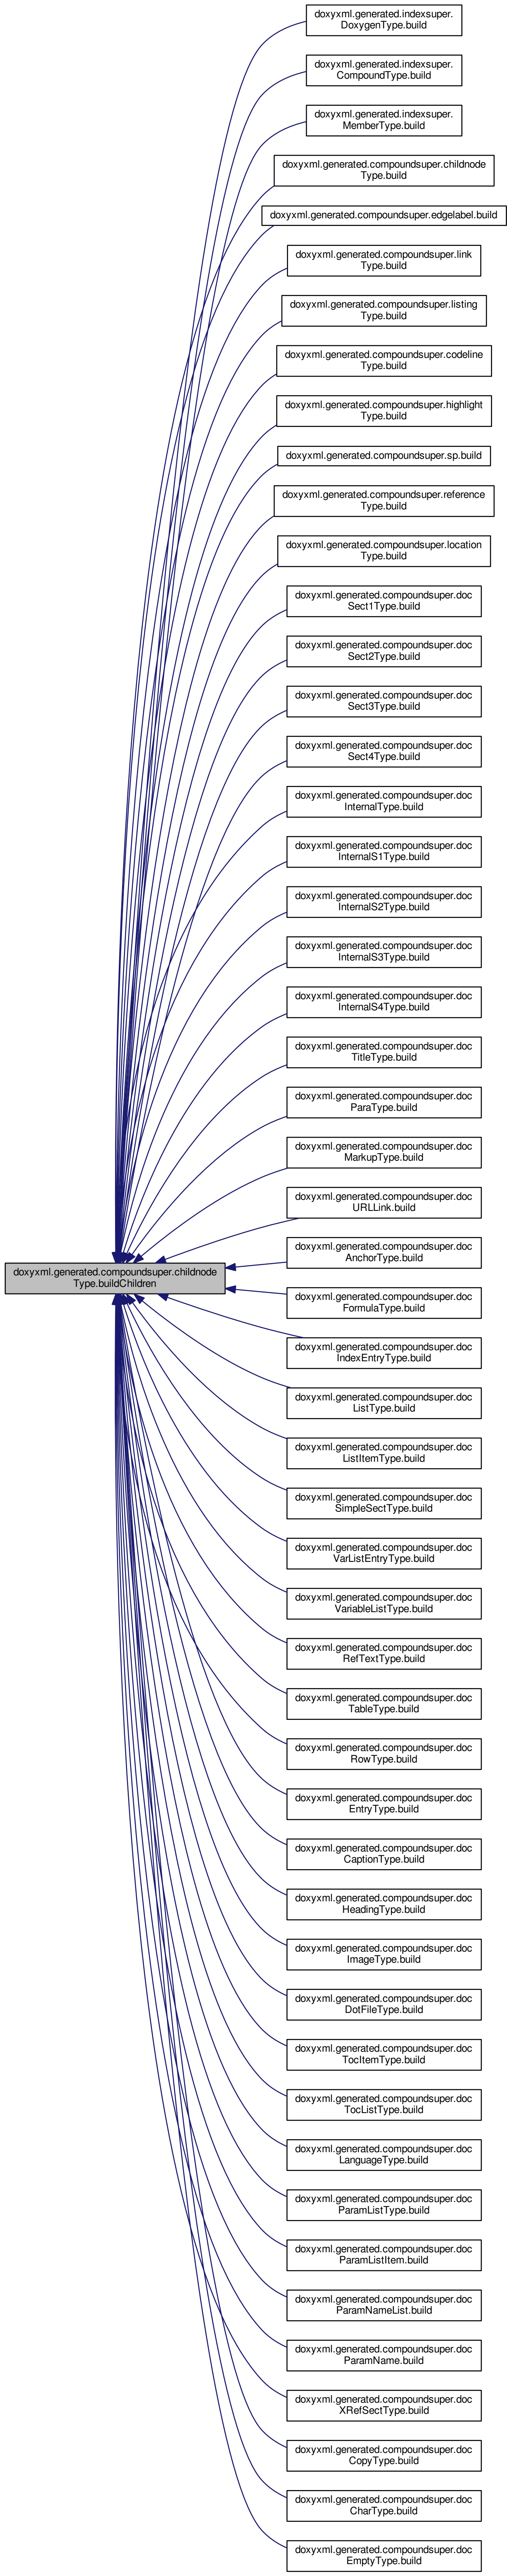 doxyxml.generated.indexsuper.
DoxygenType.build
doxyxml.generated.indexsuper.
CompoundType.build
doxyxml.generated.indexsuper.
MemberType.build
doxyxml.generated.compoundsuper.childnode
Type.build
doxyxml.generated.compoundsuper.edgelabel.build
doxyxml.generated.compoundsuper.link
Type.build
doxyxml.generated.compoundsuper.listing
Type.build
doxyxml.generated.compoundsuper.codeline
Type.build
doxyxml.generated.compoundsuper.highlight
Type.build
doxyxml.generated.compoundsuper.sp.build
doxyxml.generated.compoundsuper.reference
Type.build
doxyxml.generated.compoundsuper.location
Type.build
doxyxml.generated.compoundsuper.doc
Sect1Type.build
doxyxml.generated.compoundsuper.doc
Sect2Type.build
doxyxml.generated.compoundsuper.doc
Sect3Type.build
doxyxml.generated.compoundsuper.doc
Sect4Type.build
doxyxml.generated.compoundsuper.doc
InternalType.build
doxyxml.generated.compoundsuper.doc
InternalS1Type.build
doxyxml.generated.compoundsuper.doc
InternalS2Type.build
doxyxml.generated.compoundsuper.doc
InternalS3Type.build
doxyxml.generated.compoundsuper.doc
InternalS4Type.build
doxyxml.generated.compoundsuper.doc
TitleType.build
doxyxml.generated.compoundsuper.doc
ParaType.build
doxyxml.generated.compoundsuper.doc
MarkupType.build
doxyxml.generated.compoundsuper.doc
URLLink.build
doxyxml.generated.compoundsuper.doc
AnchorType.build
doxyxml.generated.compoundsuper.childnode
Type.buildChildren
doxyxml.generated.compoundsuper.doc
FormulaType.build
doxyxml.generated.compoundsuper.doc
IndexEntryType.build
doxyxml.generated.compoundsuper.doc
ListType.build
doxyxml.generated.compoundsuper.doc
ListItemType.build
doxyxml.generated.compoundsuper.doc
SimpleSectType.build
doxyxml.generated.compoundsuper.doc
VarListEntryType.build
doxyxml.generated.compoundsuper.doc
VariableListType.build
doxyxml.generated.compoundsuper.doc
RefTextType.build
doxyxml.generated.compoundsuper.doc
TableType.build
doxyxml.generated.compoundsuper.doc
RowType.build
doxyxml.generated.compoundsuper.doc
EntryType.build
doxyxml.generated.compoundsuper.doc
CaptionType.build
doxyxml.generated.compoundsuper.doc
HeadingType.build
doxyxml.generated.compoundsuper.doc
ImageType.build
doxyxml.generated.compoundsuper.doc
DotFileType.build
doxyxml.generated.compoundsuper.doc
TocItemType.build
doxyxml.generated.compoundsuper.doc
TocListType.build
doxyxml.generated.compoundsuper.doc
LanguageType.build
doxyxml.generated.compoundsuper.doc
ParamListType.build
doxyxml.generated.compoundsuper.doc
ParamListItem.build
doxyxml.generated.compoundsuper.doc
ParamNameList.build
doxyxml.generated.compoundsuper.doc
ParamName.build
doxyxml.generated.compoundsuper.doc
XRefSectType.build
doxyxml.generated.compoundsuper.doc
CopyType.build
doxyxml.generated.compoundsuper.doc
CharType.build
doxyxml.generated.compoundsuper.doc
EmptyType.build